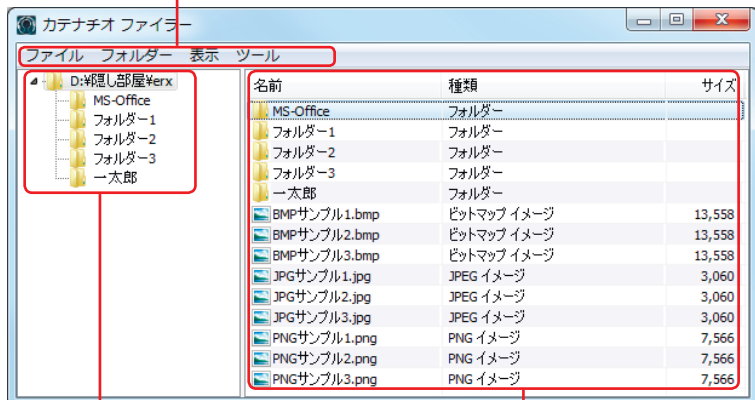 カテナチオ ファイラー
ファイル フォルダー 表示 ツール
D:¥隠し部屋¥erx
MS-Office
フォルダー1
フォルダー2
フォルダー3
一太郎
名前 種類 サイズ
MS-Office フォルダー
フォルダー1 フォルダー
フォルダー2 フォルダー
フォルダー3 フォルダー
一太郎 フォルダー
BMPサンプル1.bmp ビットマップ イメージ 13,558
BMPサンプル2.bmp ビットマップ イメージ 13,558
BMPサンプル3.bmp ビットマップ イメージ 13,558
JPGサンプル1.jpg JPEG イメージ 3,060
JPGサンプル2.jpg JPEG イメージ 3,060
JPGサンプル3.jpg JPEG イメージ 3,060
PNGサンプル1.png PNG イメージ 7,566
PNGサンプル2.png PNG イメージ 7,566
PNGサンプル3.png PNG イメージ 7,566